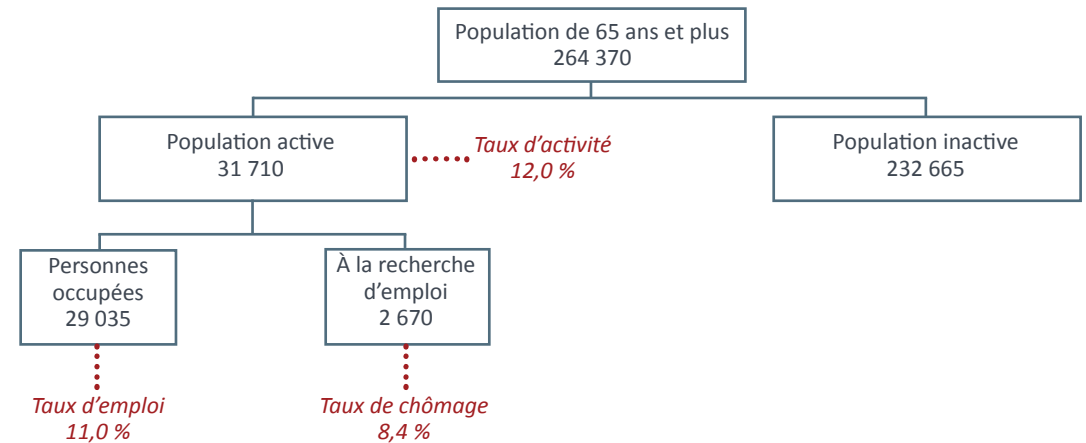 Population de 65 ans et plus
264 370
Population active
31 710
Taux d'activité
12,0 %
Population inactive
232 665
Personnes
occupées
29 035
À la recherche
d'emploi
2 670
Taux d'emploi
11,0 %
Taux de chômage
8,4 %